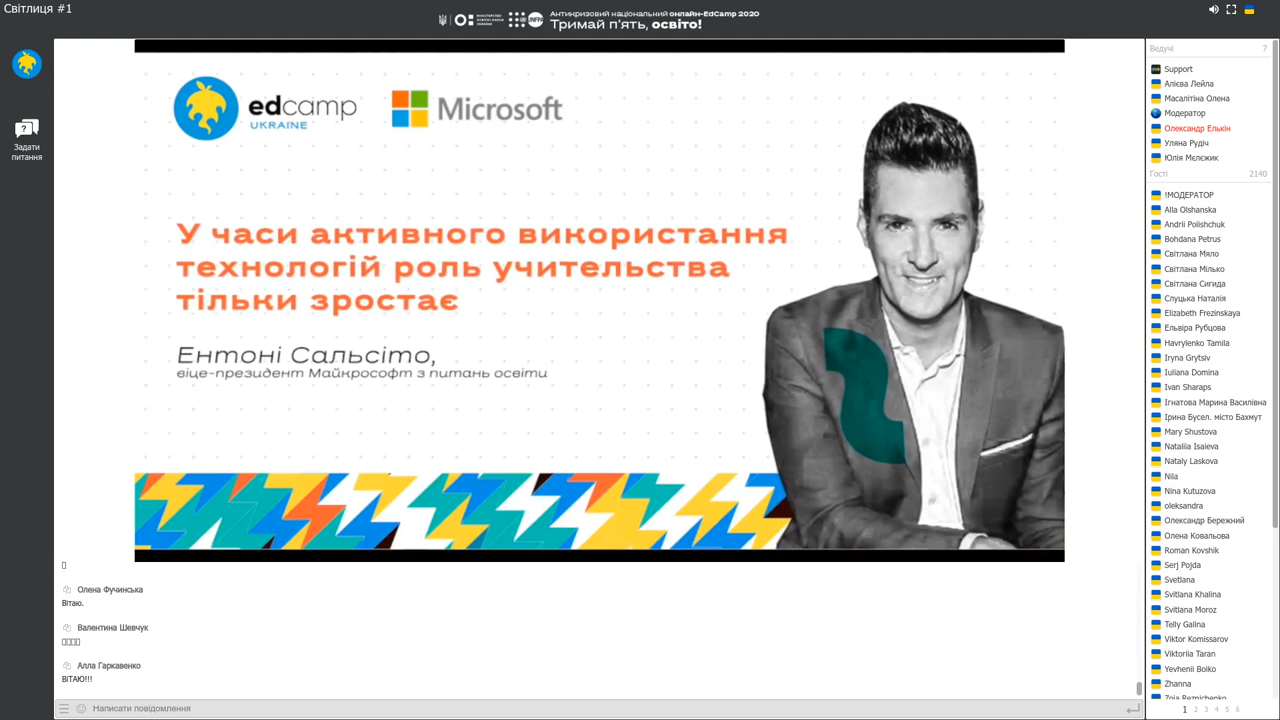 Світлиця #1
МІНІСТЕРСТВО
ОСВІТИ І НАУКИ
УКРАЇНИ
Антикризовий національний онлайн-EdCamp 2020
Тримай п'ять, освіто!
Задати
питання
edcamp
UKRAINE
Microsoft
У часи активного використання
технологій роль учительства
тільки зростає
Ентоні Сальсіто,
віце-президент Майкрософт з питань освіти
Олена Фучинська
Вітаю.
Валентина Шевчук
Алла Гаркавенко
ВІТАЮ!!!
Написати повідомлення
Ведучі 7
Support
Алієва Лейла
Масалітіна Олена
Модератор
Олександр Елькін
Уляна Рудіч
Юлія Мєлєжик
Гості 2140
!МОДЕРАТОР
Alla Olshanska
Andrii Polishchuk
Bohdana Petrus
Світлана Мяло
Світлана Мілько
Світлана Сигида
Слуцька Наталія
Elizabeth Frezinskaya
Ельвіра Рубцова
Havrylenko Tamila
Iryna Grytsiv
Iuliana Domina
Ivan Sharaps
Ігнатова Марина Василівна
Ірина Бусел. місто Бахмут
Mary Shustova
Nataliia Isaieva
Nataly Laskova
Nila
Nina Kutuzova
oleksandra
Олександр Бережний
Олена Ковальова
Roman Kovshik
Serj Pojda
Svetlana
Svitlana Khalina
Svitlana Moroz
Telly Galina
Viktor Komissarov
Viktoriia Taran
Yevhenii Boiko
Zhanna
Zoia Reznichenko
1 2 3 4 5 6